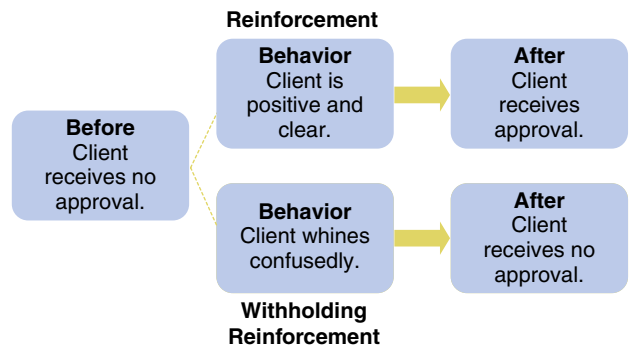 Reinforcement
Before
Client
receives no
approval.
Behavior
Client is
positive and
clear.
After
Client
receives
approval.
Behavior
Client whines
confusedly.
After
Client
receives no
approval.
Withholding
Reinforcement